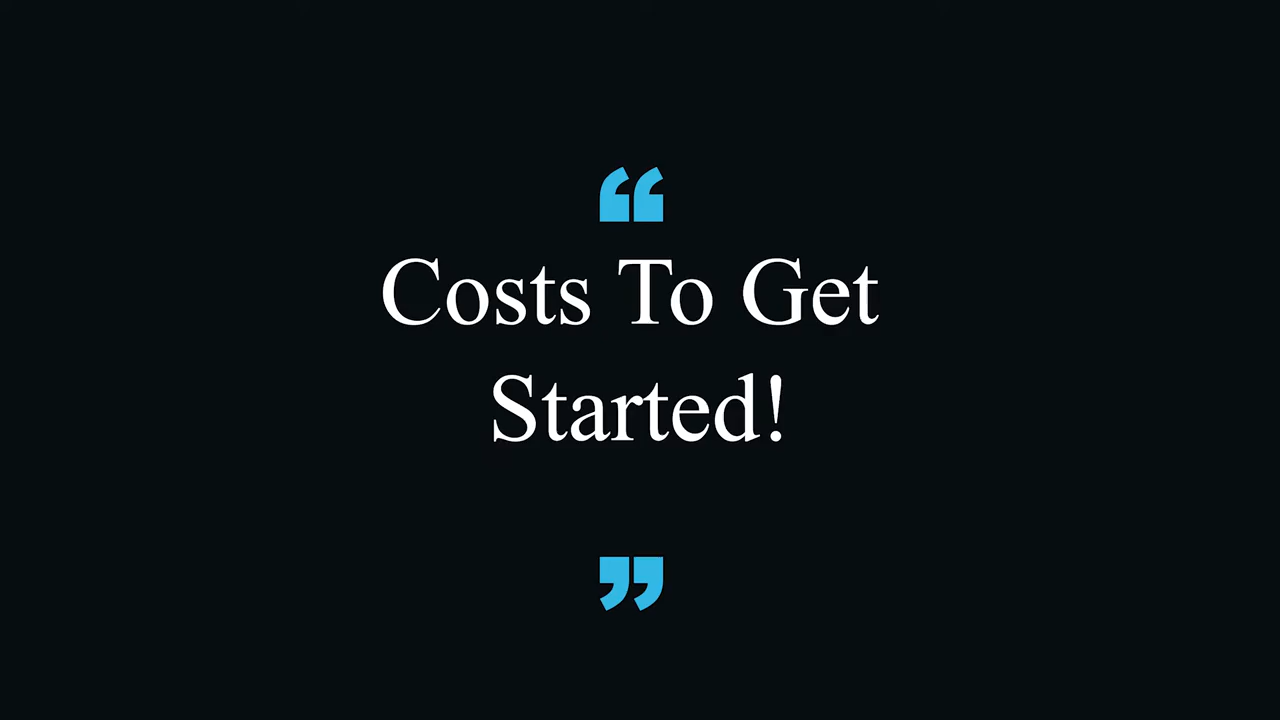 “
Costs To Get
Started!
”